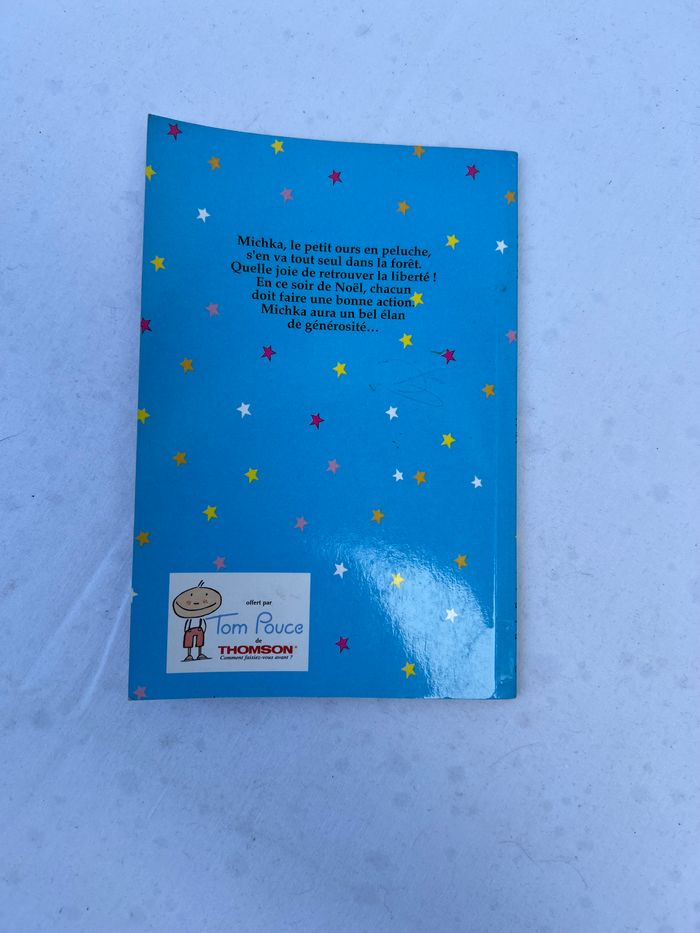 Michka, le petit ours en peluche,
s'en va tout seul dans la forêt.
Quelle joie de retrouver la liberté !
En ce soir de Noël, chacun
doit faire une bonne action.
Michka aura un bel élan
de générosité...
offert par
Tom Pouce
de
THOMSON
Comment faisiez-vous avant ?